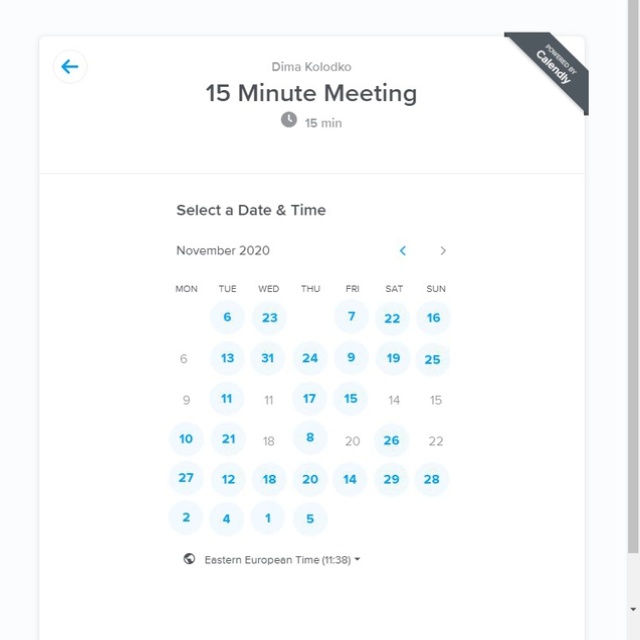 POWERED BY
Calendly
Dima Kolodko
15 Minute Meeting
15 min
Select a Date & Time
November 2020
MON TUE WED THU FRI SAT SUN
6 23 7 22 16
6 13 31 24 9 19 25
9 11 11 17 15 14 15
10 21 18 8 20 26 22
27 12 18 20 14 29 28
2 4 1 5
Eastern European Time (11:38)